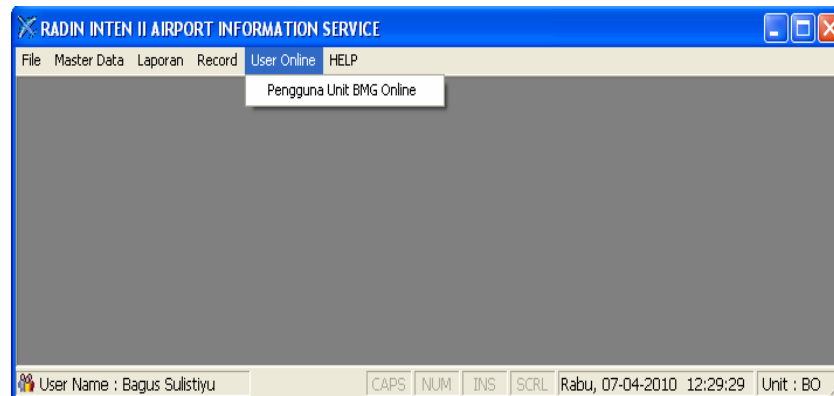 RADIN INTEN II AIRPORT INFORMATION SERVICE
File Master Data Laporan Record User Online HELP
Pengguna Unit BMG Online
User Name : Bagus Sulistiyu CAPS NUM INS SCRL Rabu, 07-04-2010 12:29:29 Unit : BO